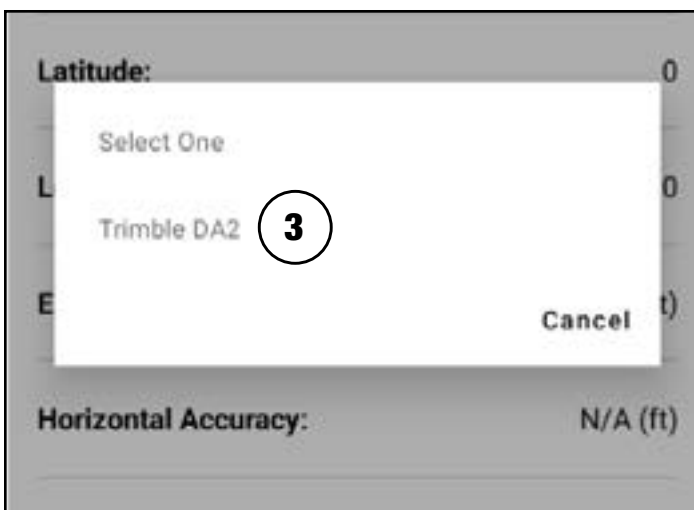 Latitude: 0
Select One
L 0
Trimble DA2 3
E t)
Cancel
Horizontal Accuracy: N/A (ft)